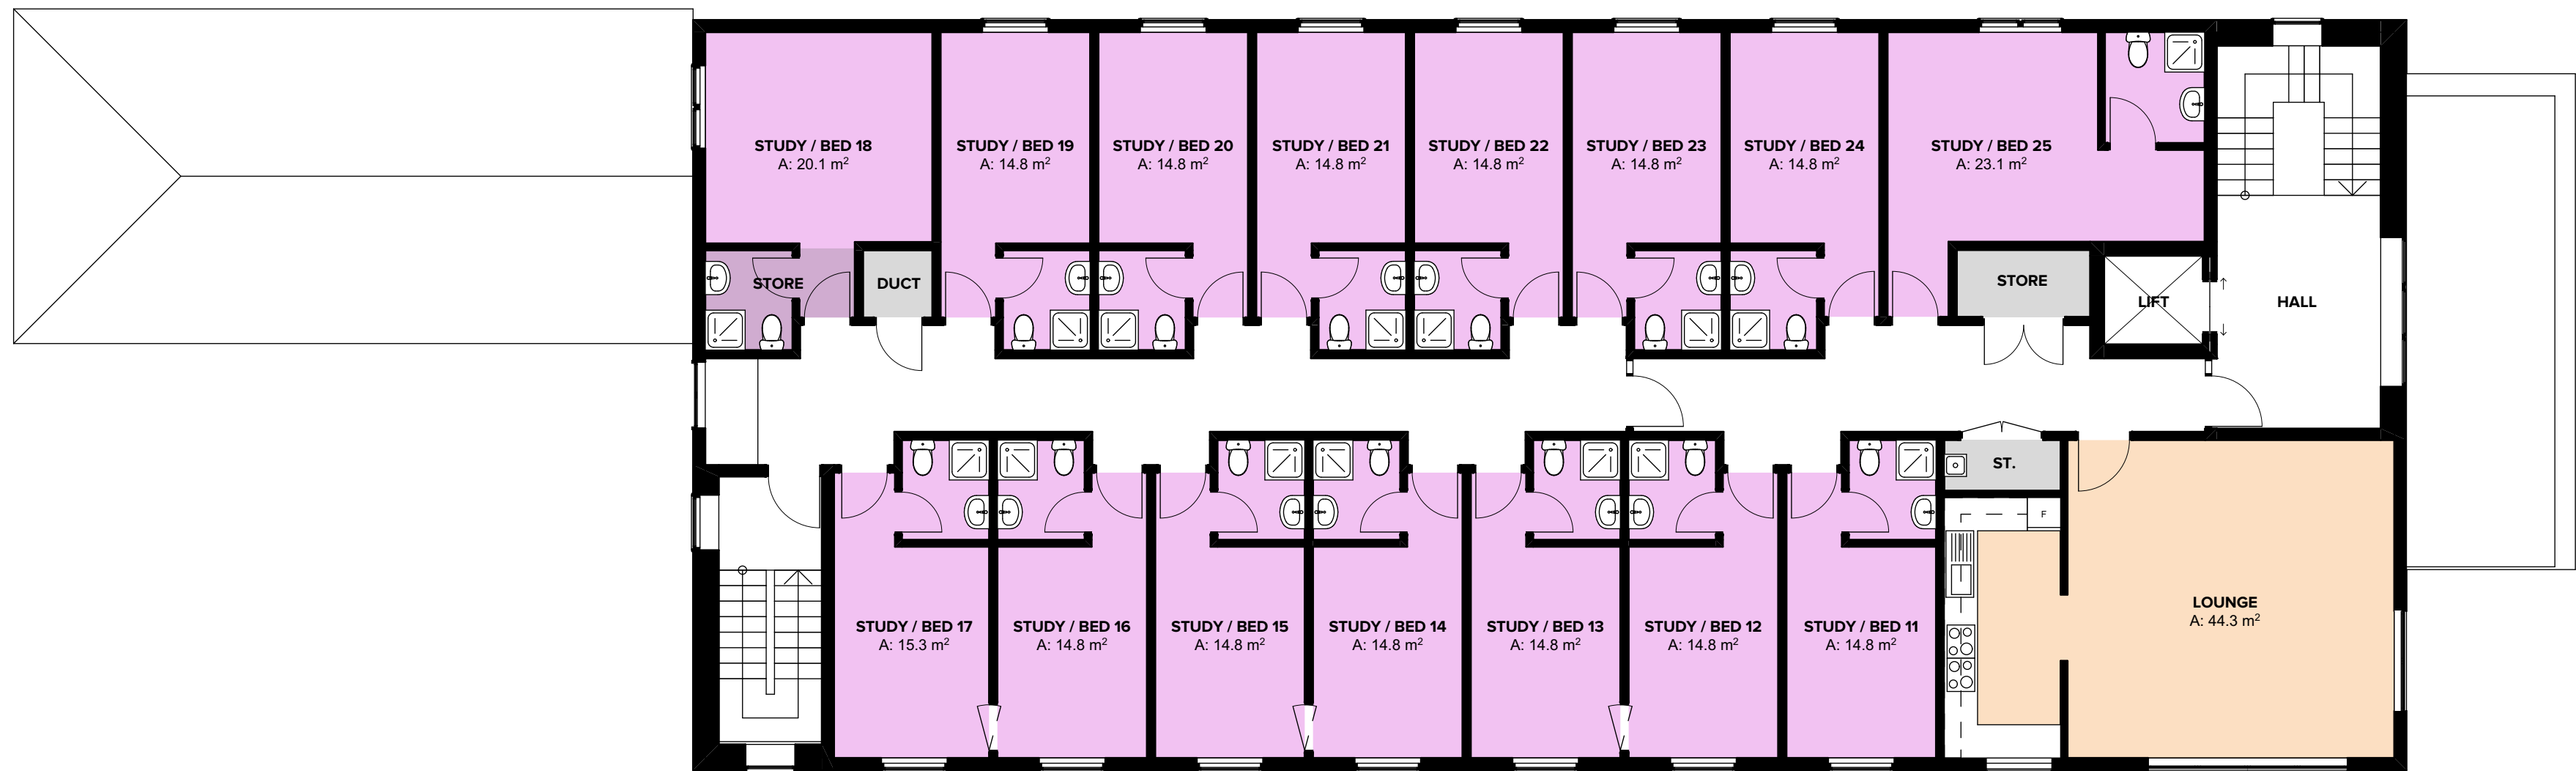 STUDY / BED 18
A: 20.1 m²
STUDY / BED 19
A: 14.8 m²
STUDY / BED 20
A: 14.8 m²
STUDY / BED 21
A: 14.8 m²
STUDY / BED 22
A: 14.8 m²
STUDY / BED 23
A: 14.8 m²
STUDY / BED 24
A: 14.8 m²
STUDY / BED 25
A: 23.1 m²
STORE
DUCT
STORE
LIFT
HALL
ST.
F
STUDY / BED 17
A: 15.3 m²
STUDY / BED 16
A: 14.8 m²
STUDY / BED 15
A: 14.8 m²
STUDY / BED 14
A: 14.8 m²
STUDY / BED 13
A: 14.8 m²
STUDY / BED 12
A: 14.8 m²
STUDY / BED 11
A: 14.8 m²
LOUNGE
A: 44.3 m²